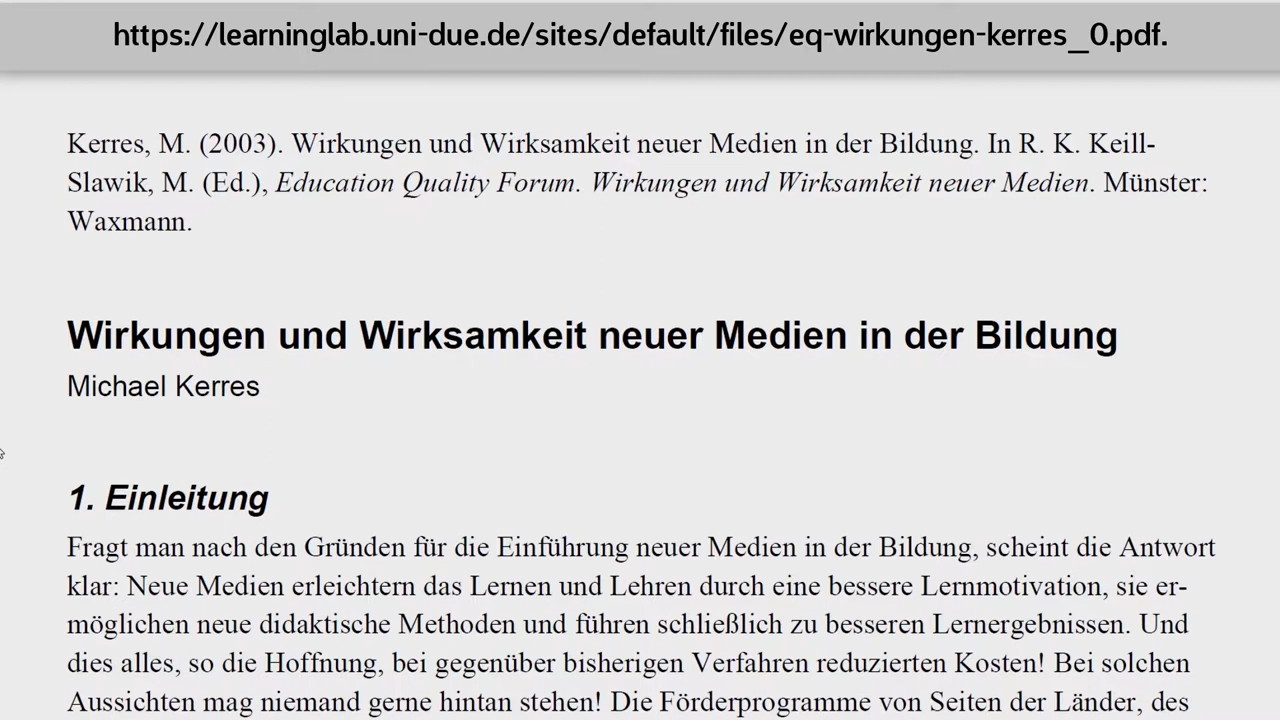 https://learninglab.uni-due.de/sites/default/files/eq-wirkungen-kerres_0.pdf.
Kerres, M. (2003). Wirkungen und Wirksamkeit neuer Medien in der Bildung. In R. K. Keill-
Slawik, M. (Ed.), Education Quality Forum. Wirkungen und Wirksamkeit neuer Medien. Münster:
Waxmann.
Wirkungen und Wirksamkeit neuer Medien in der Bildung
Michael Kerres
1. Einleitung
Fragt man nach den Gründen für die Einführung neuer Medien in der Bildung, scheint die Antwort
klar: Neue Medien erleichtern das Lernen und Lehren durch eine bessere Lernmotivation, sie er-
möglichen neue didaktische Methoden und führen schließlich zu besseren Lernergebnissen. Und
dies alles, so die Hoffnung, bei gegenüber bisherigen Verfahren reduzierten Kosten! Bei solchen
Aussichten mag niemand gerne hintan stehen! Die Förderprogramme von Seiten der Länder, des